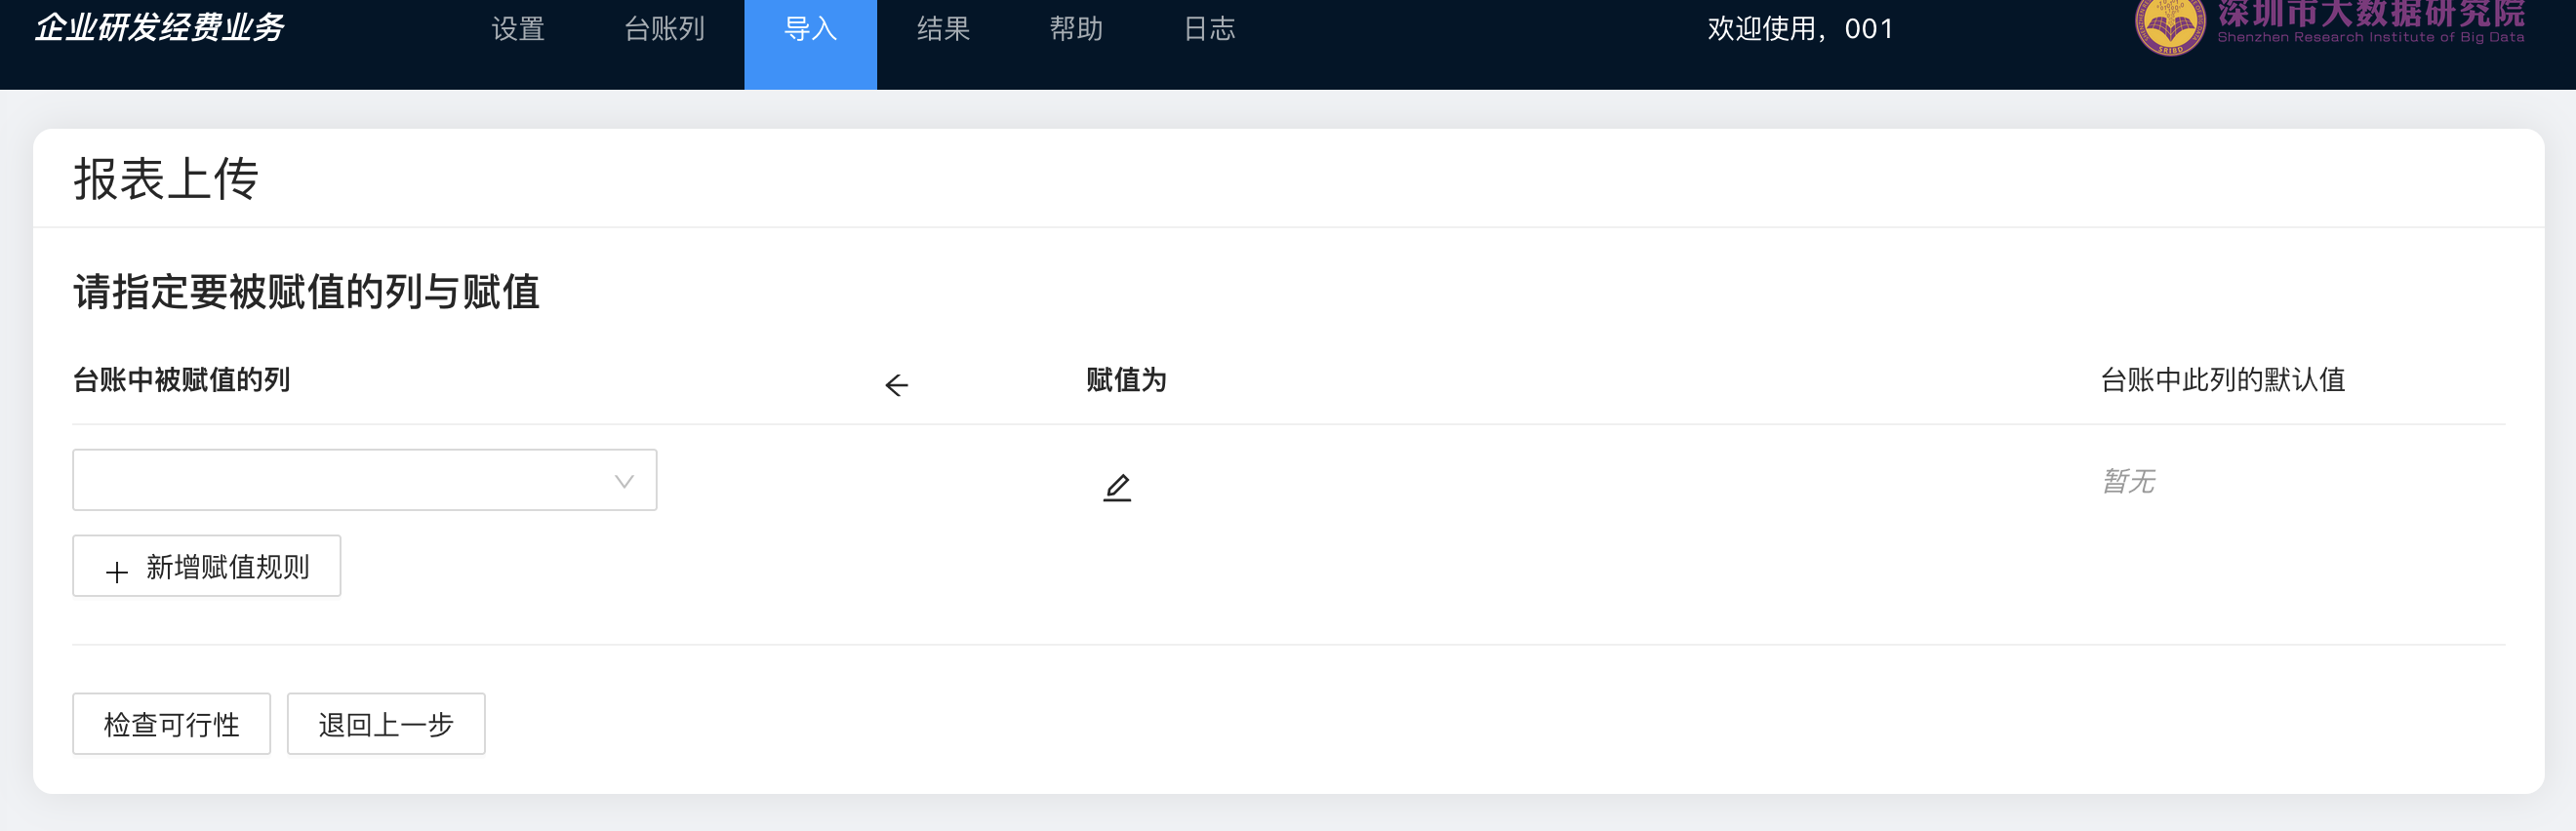 企业研发经费业务 设置 台账列 导入 结果 帮助 日志 欢迎使用，001 深圳市大数据研究院
Shenzhen Research Institute of Big Data
SRIBD
报表上传
请指定要被赋值的列与赋值
台账中被赋值的列 ← 赋值为 台账中此列的默认值
暂无
+ 新增赋值规则
检查可行性 退回上一步